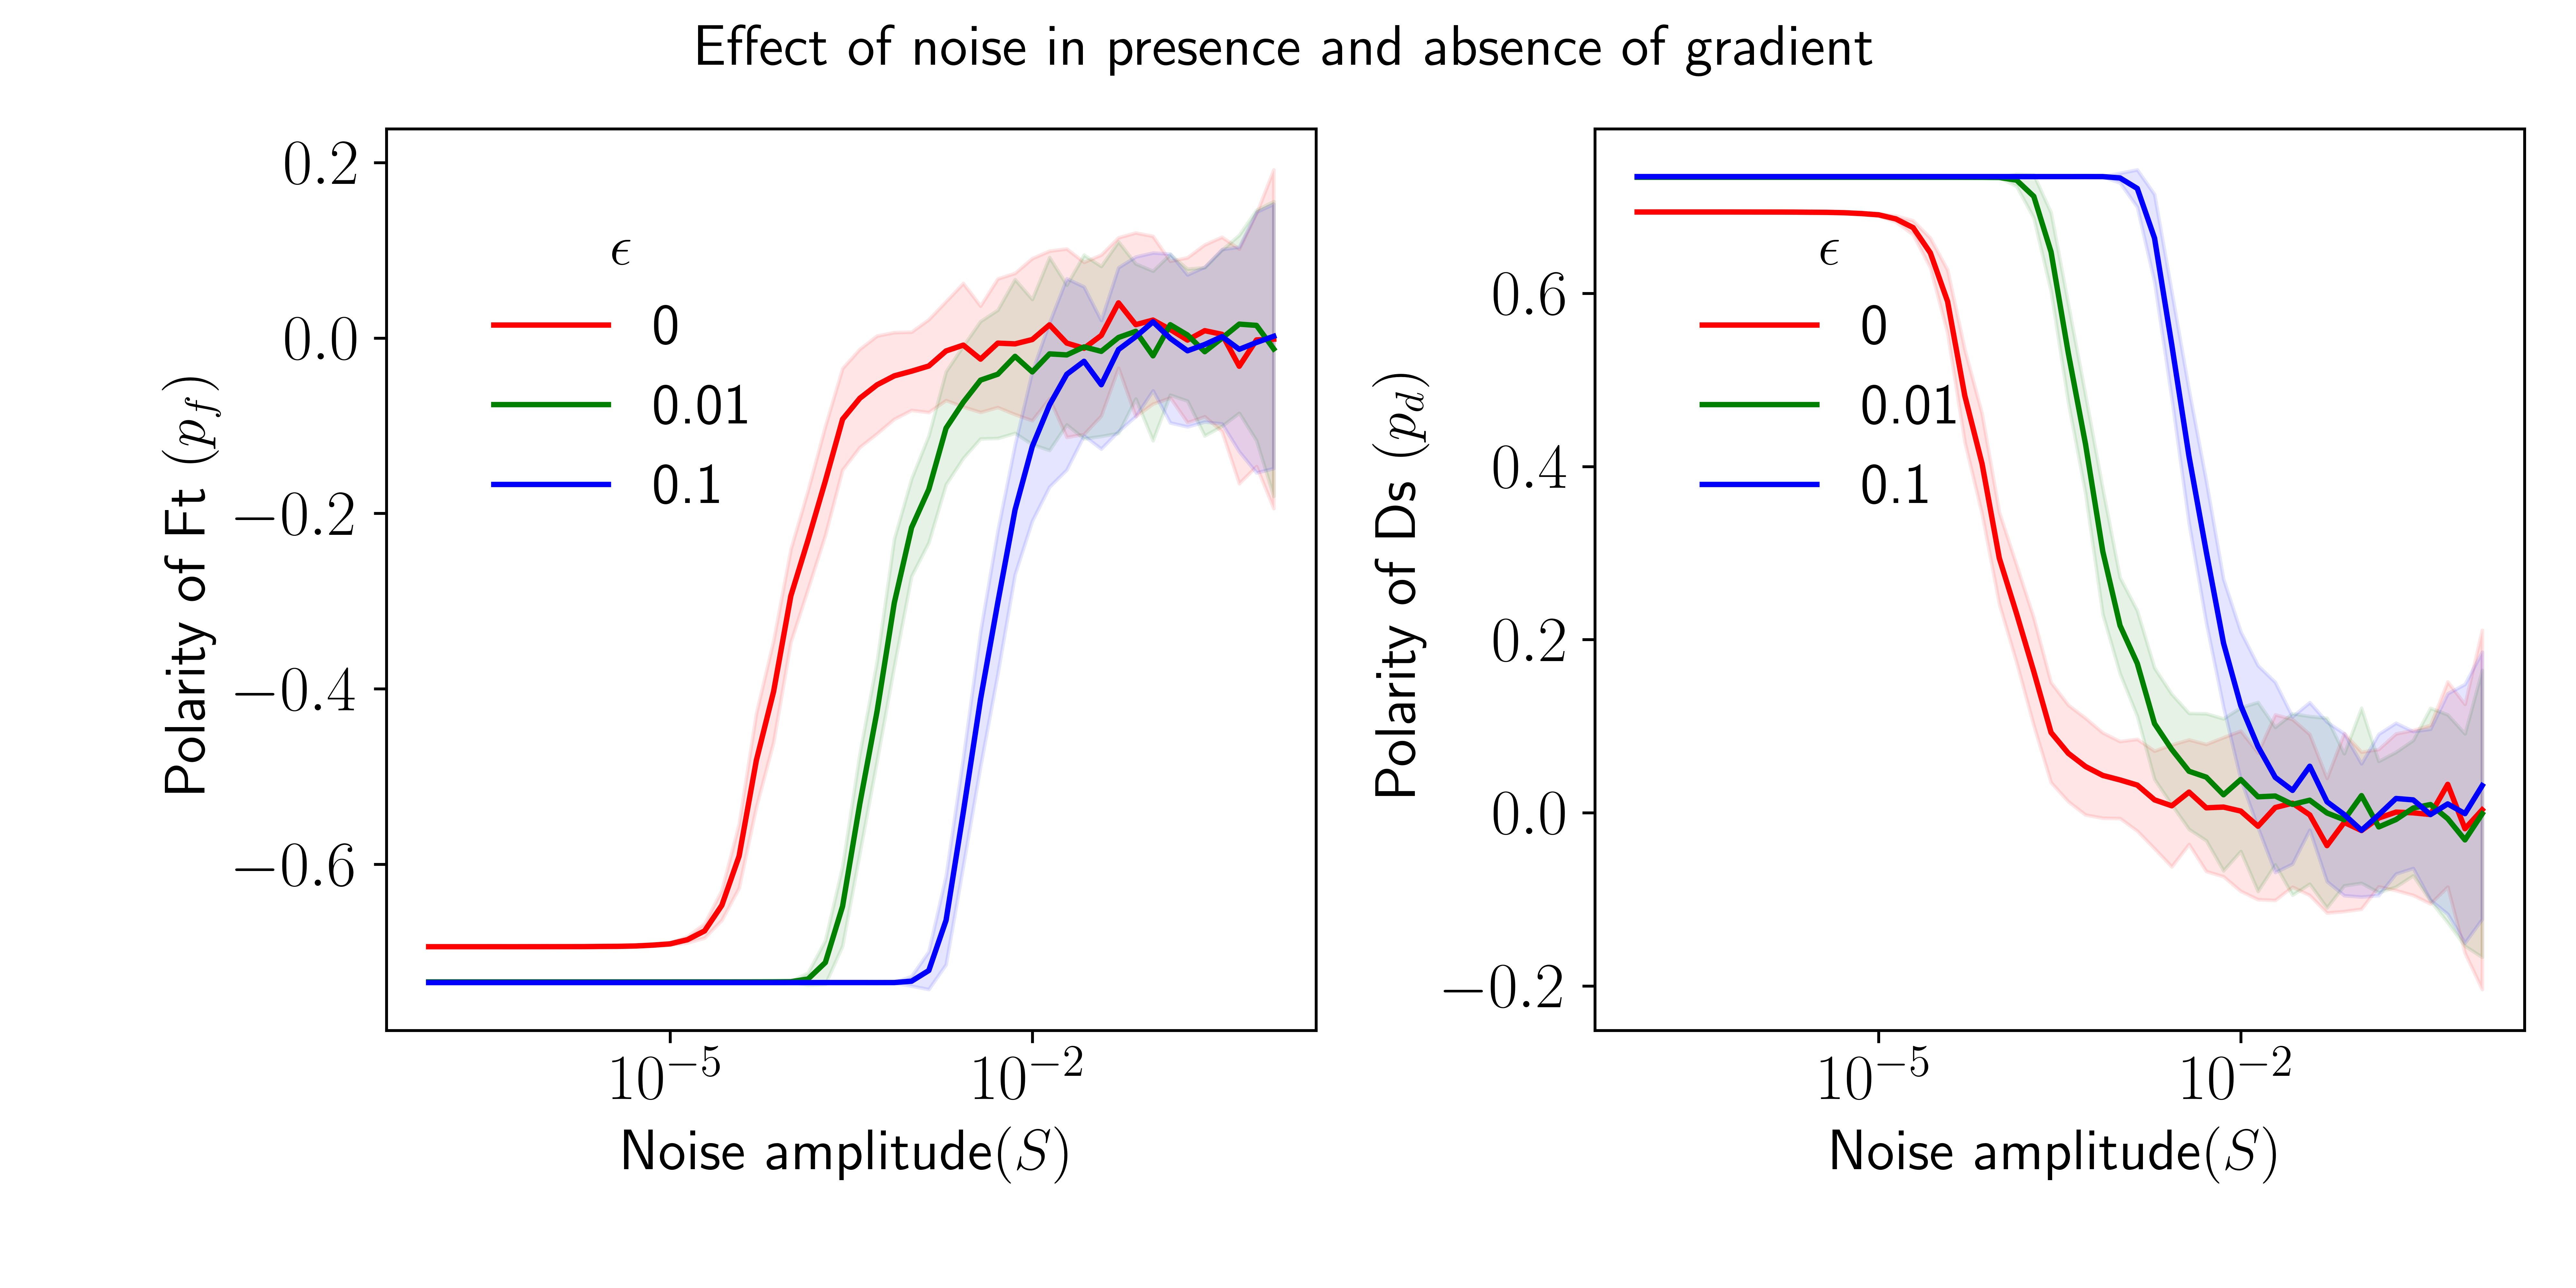 Effect of noise in presence and absence of gradient
Polarity of Ft (p_f)
0.2
0.0
−0.2
−0.4
−0.6
ϵ
0
0.01
0.1
10^−5
10^−2
Noise amplitude(S)
Polarity of Ds (p_d)
0.6
0.4
0.2
0.0
−0.2
ϵ
0
0.01
0.1
10^−5
10^−2
Noise amplitude(S)